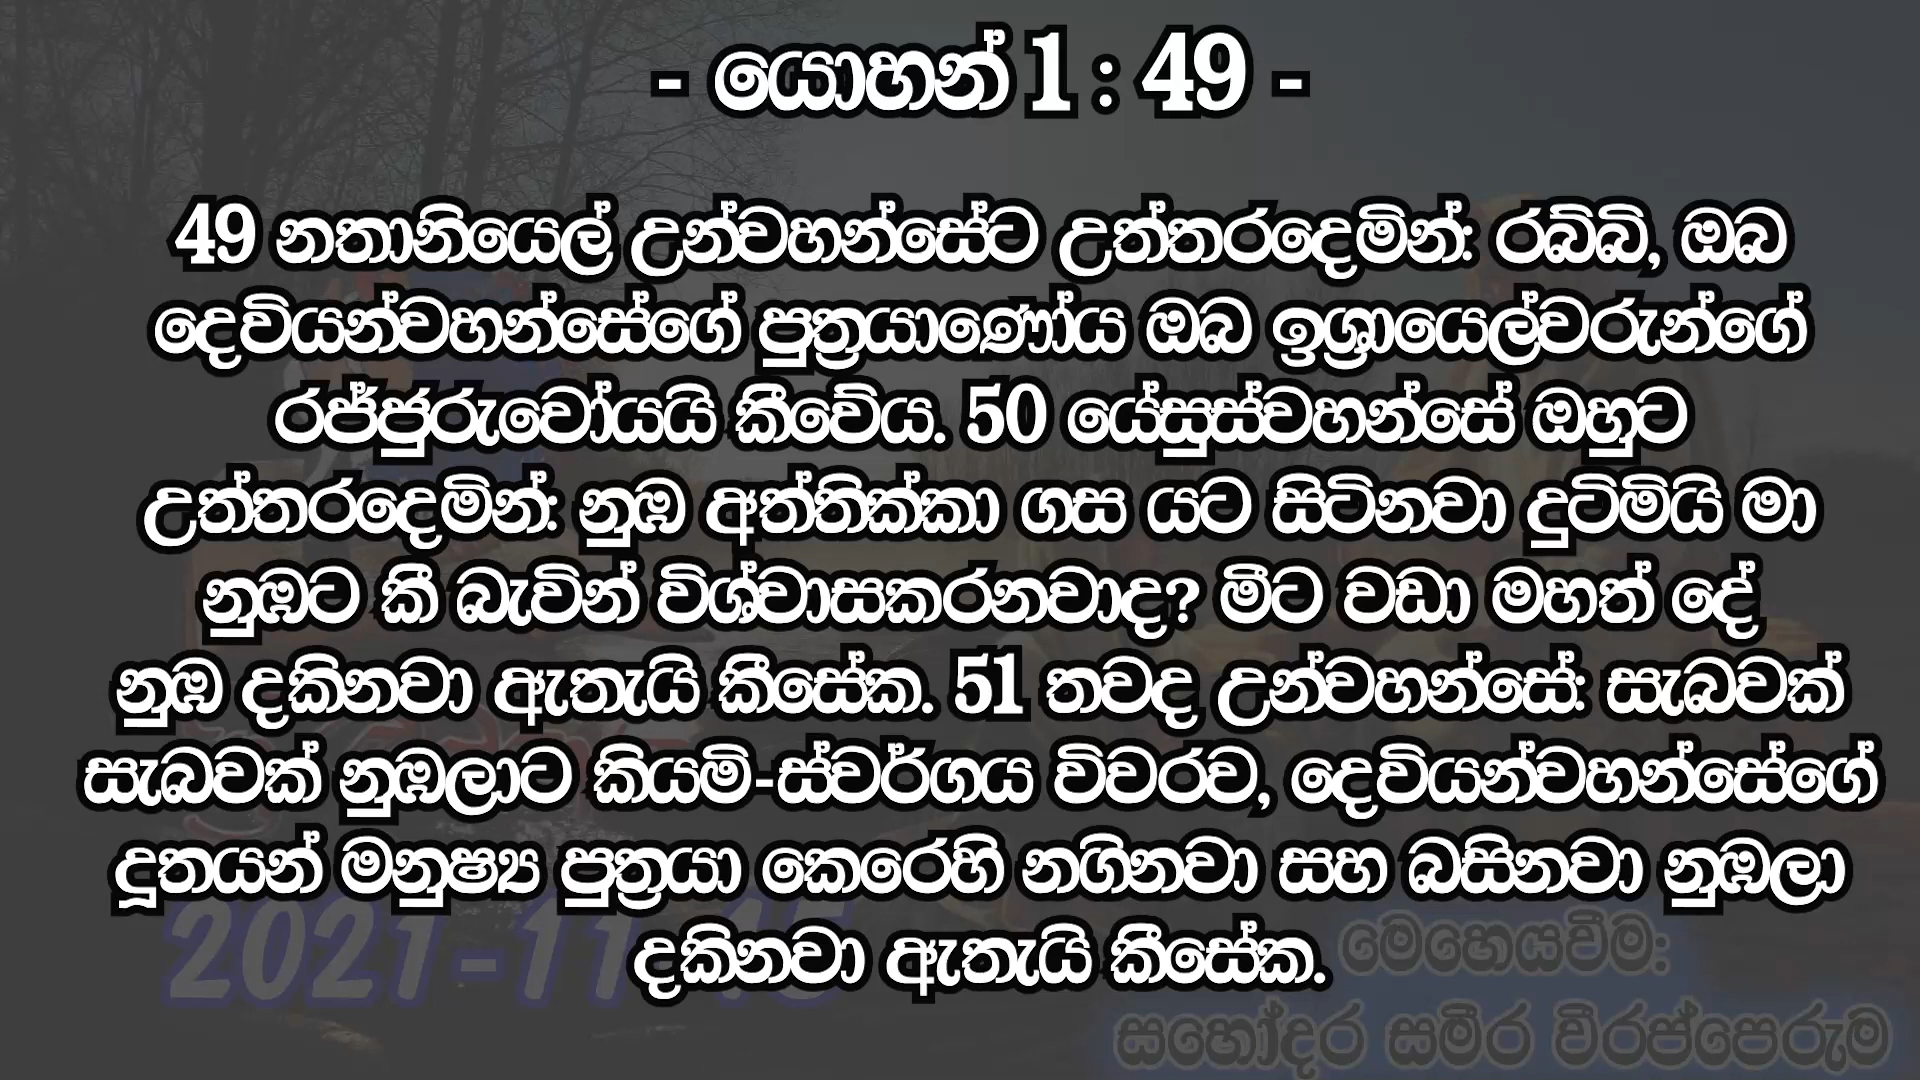 - යොහන් 1 : 49 -
49 නතානියෙල් උන්වහන්සේට උත්තරදෙමින්: රබ්බි, ඔබ
දෙවියන්වහන්සේගේ පුත්‍රයාණෝය ඔබ ඉශ්‍රායෙල්වරුන්ගේ
රජ්ජුරුවෝයයි කීවේය. 50 යේසුස්වහන්සේ ඔහුට
උත්තරදෙමින්: නුඹ අත්තික්කා ගස යට සිටිනවා දුටිමියි මා
නුඹට කී බැවින් විශ්වාසකරනවාද? මීට වඩා මහත් දේ
නුඹ දකිනවා ඇතැයි කීසේක. 51 තවද උන්වහන්සේ: සැබවක්
සැබවක් නුඹලාට කියමි-ස්වර්ගය විවරව, දෙවියන්වහන්සේගේ
දූතයන් මනුෂ්‍ය පුත්‍රයා කෙරෙහි නගිනවා සහ බසිනවා නුඹලා
දකිනවා ඇතැයි කීසේක.
මෙහෙයවීම:
සහෝදර සමීර වීරප්පෙරුම